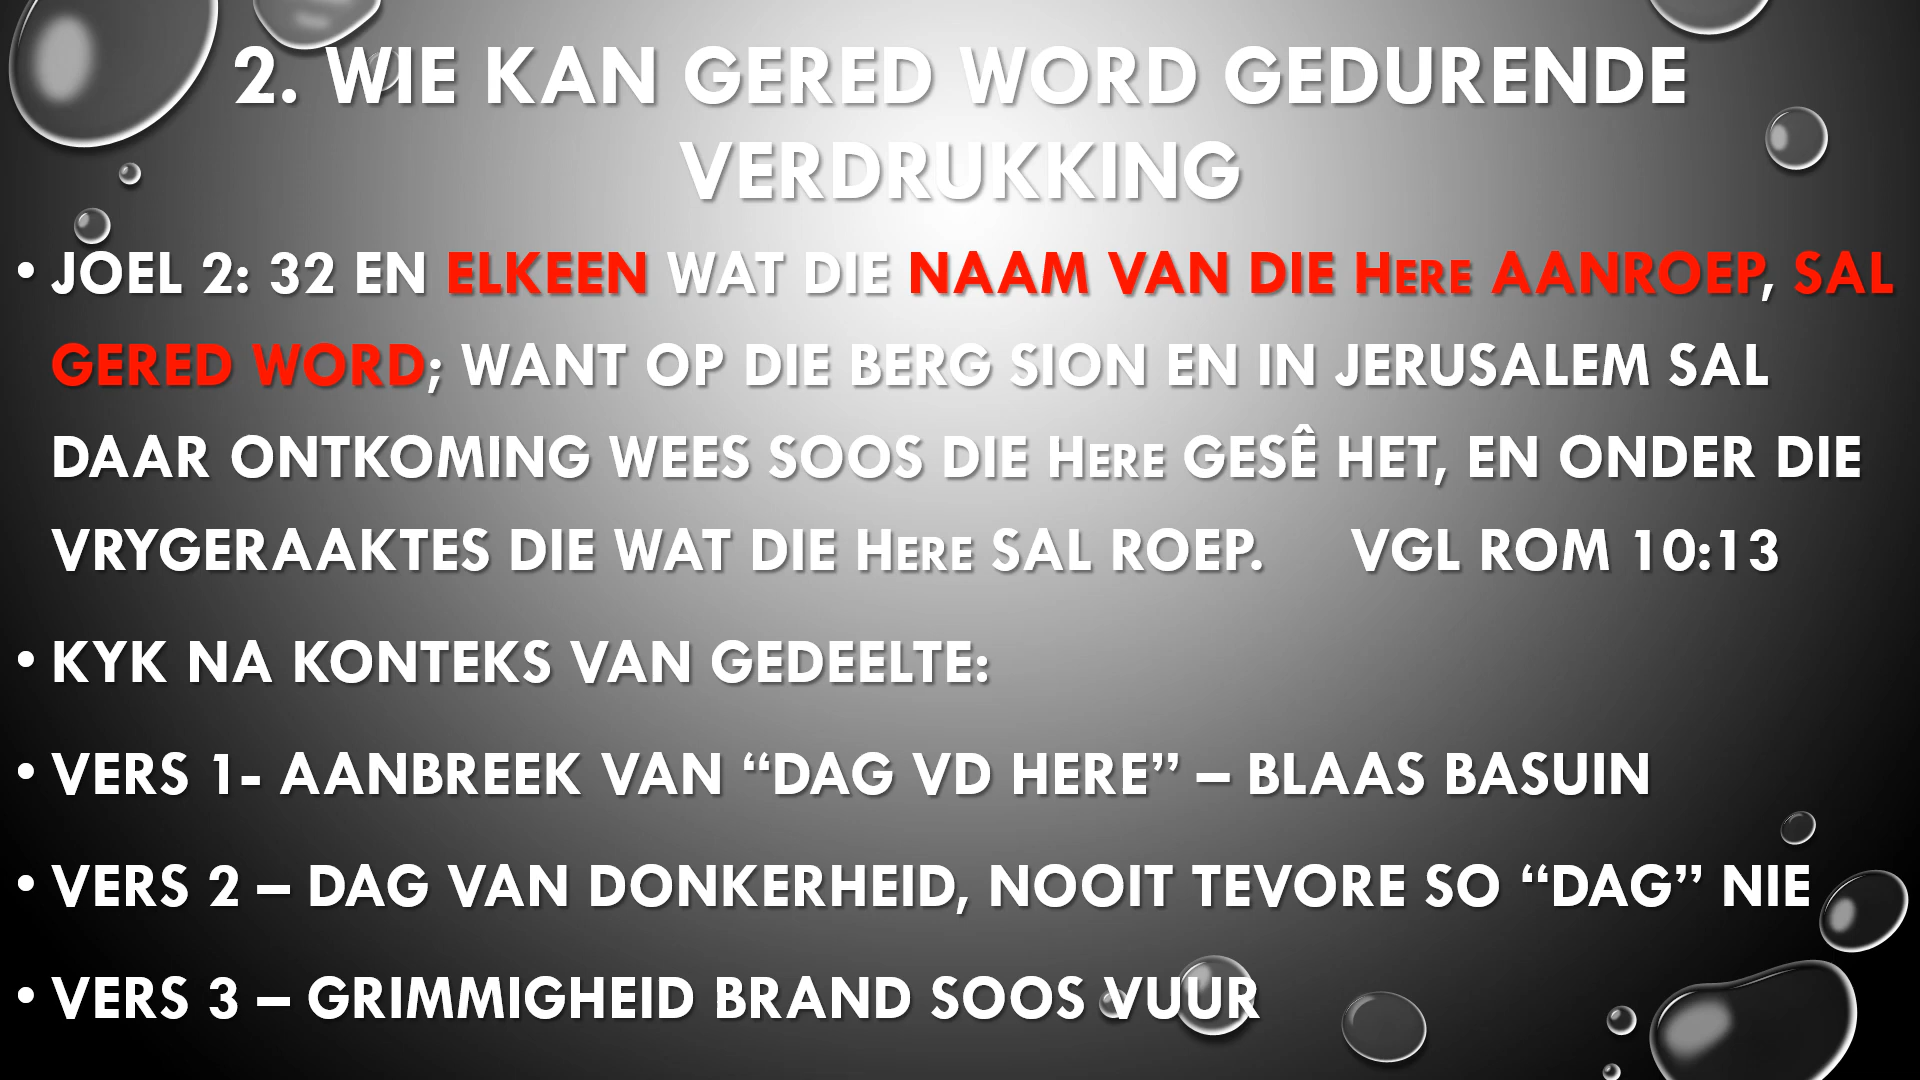 2. WIE KAN GERED WORD GEDURENDE
VERDRUKKING
• JOEL 2: 32 EN ELKEEN WAT DIE NAAM VAN DIE HERE AANROEP, SAL
GERED WORD; WANT OP DIE BERG SION EN IN JERUSALEM SAL
DAAR ONTKOMING WEES SOOS DIE HERE GESÊ HET, EN ONDER DIE
VRYGERAAKTES DIE WAT DIE HERE SAL ROEP. VGL ROM 10:13
• KYK NA KONTEKS VAN GEDEELTE:
• VERS 1- AANBREEK VAN “DAG VD HERE” – BLAAS BASUIN
• VERS 2 – DAG VAN DONKERHEID, NOOIT TEVORE SO “DAG” NIE
• VERS 3 – GRIMMIGHEID BRAND SOOS VUUR